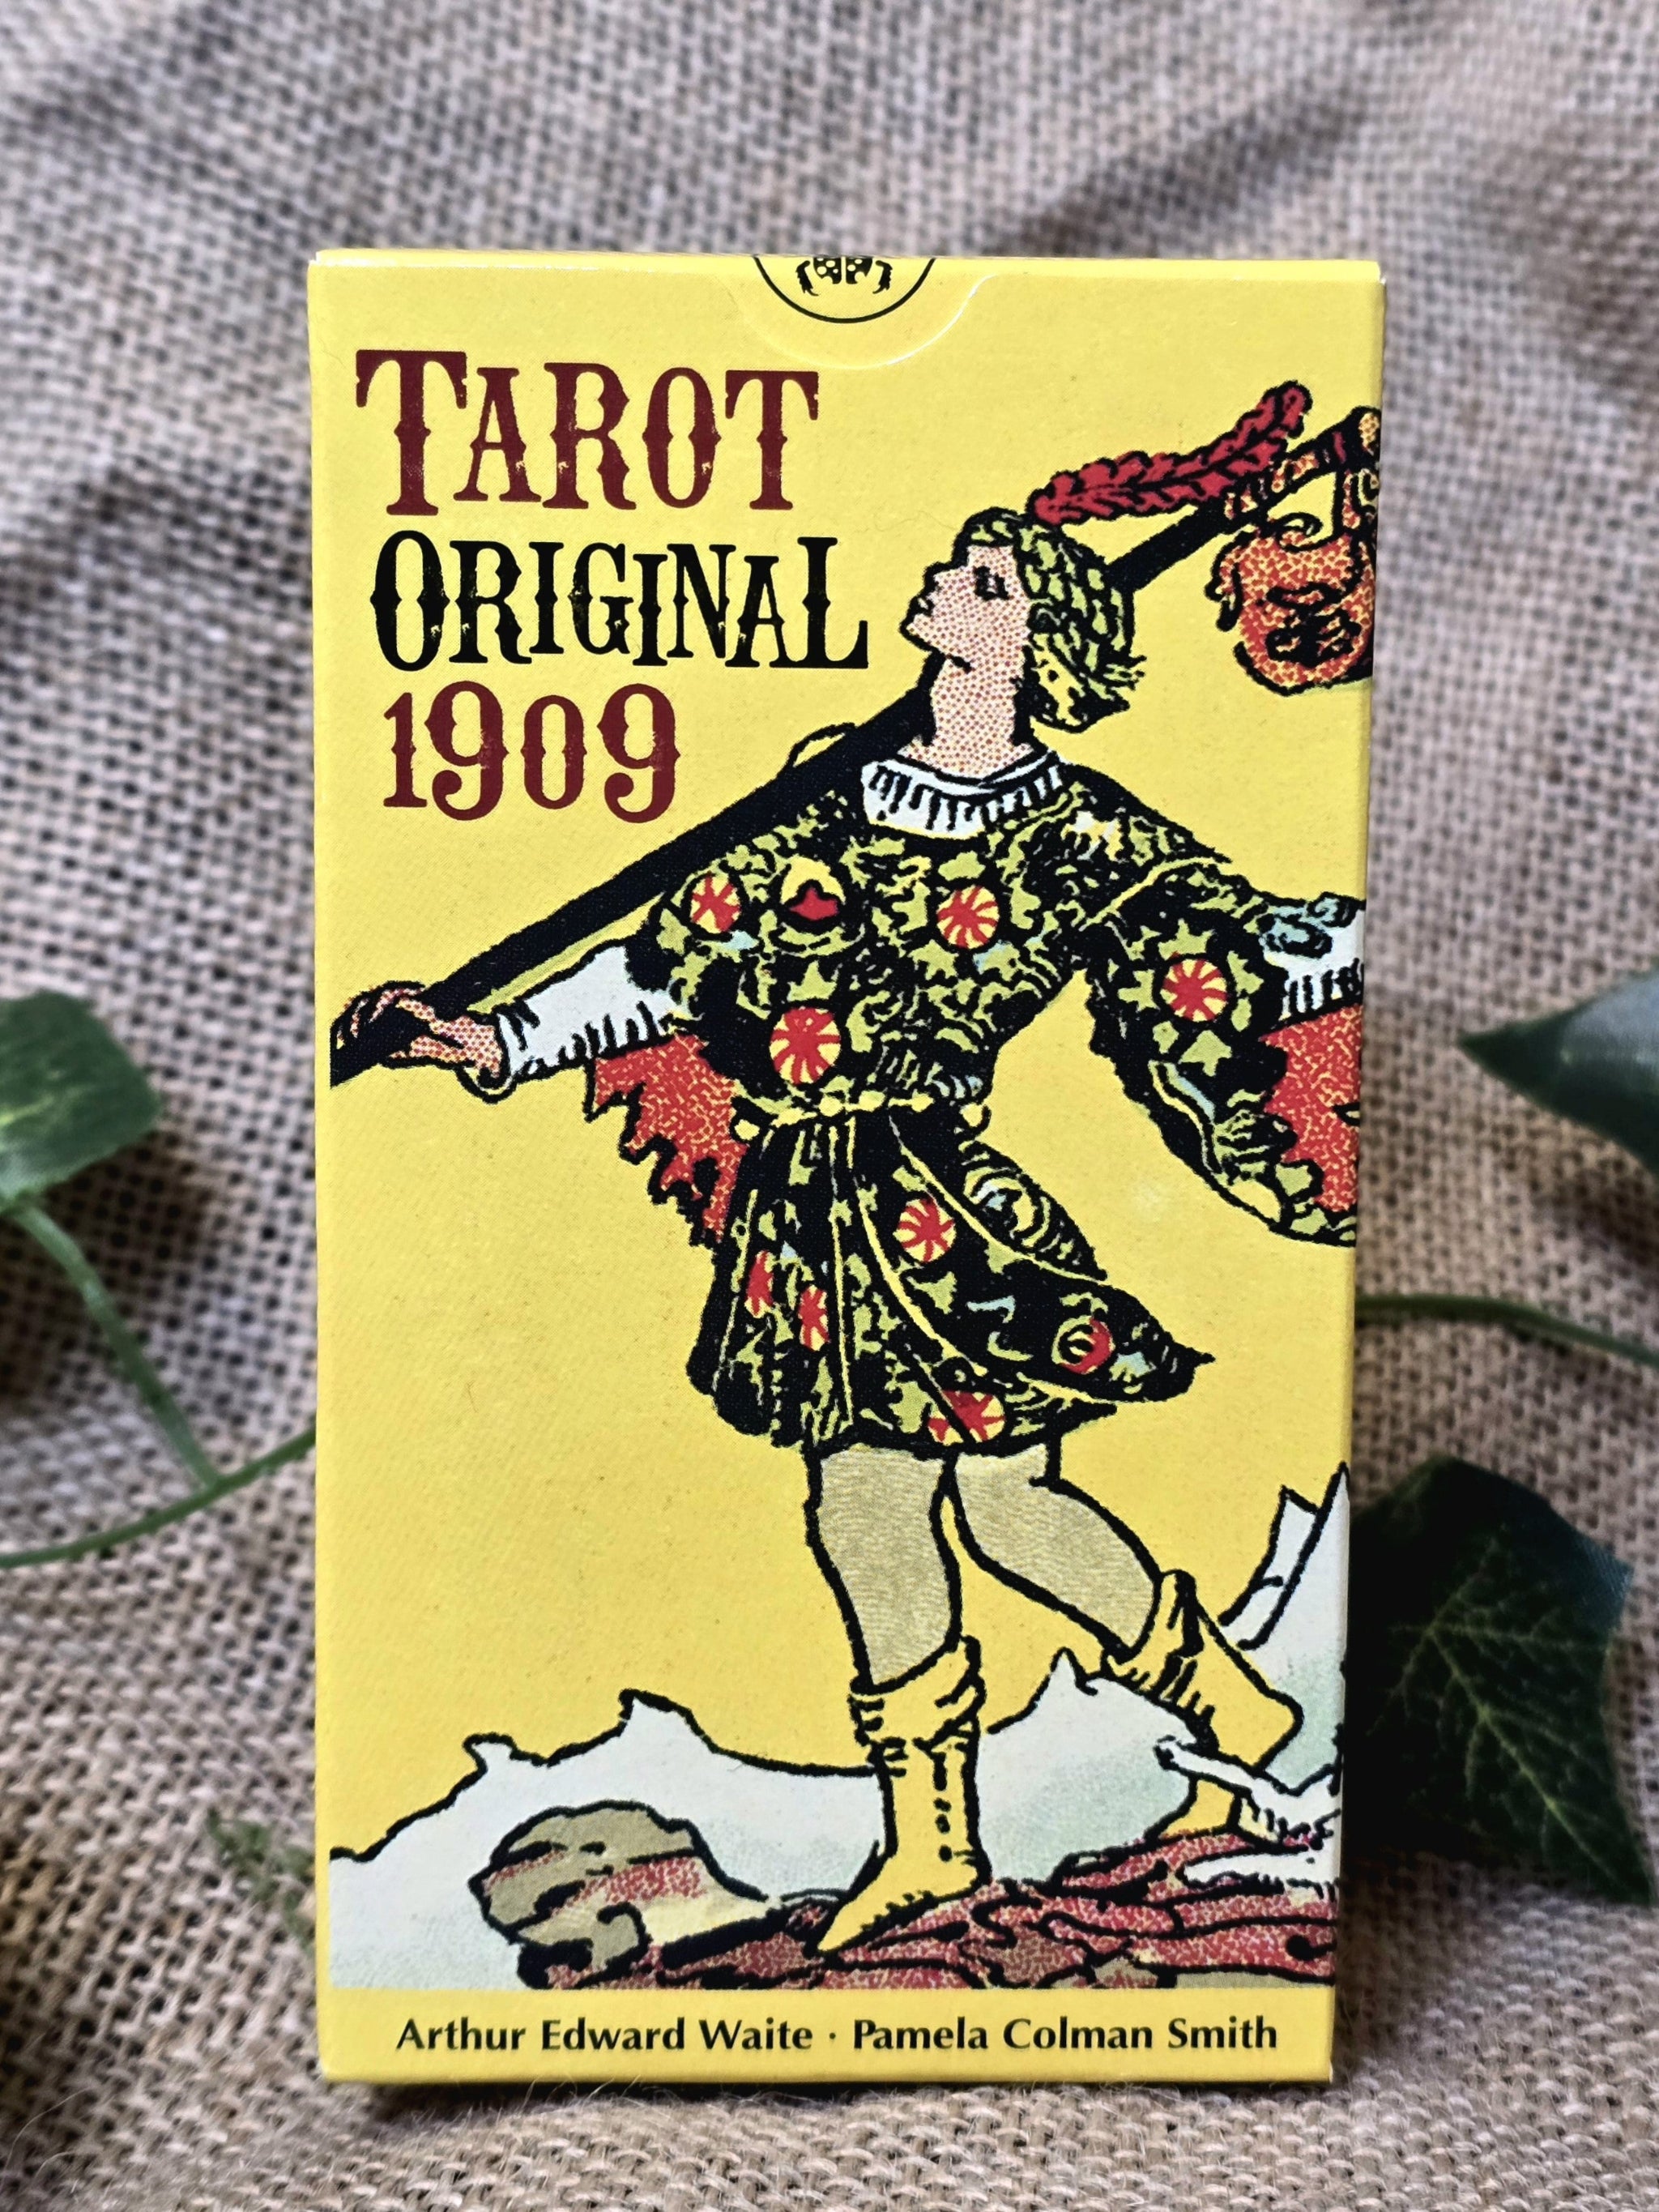 TAROT
ORIGINAL
1909
Arthur Edward Waite · Pamela Colman Smith